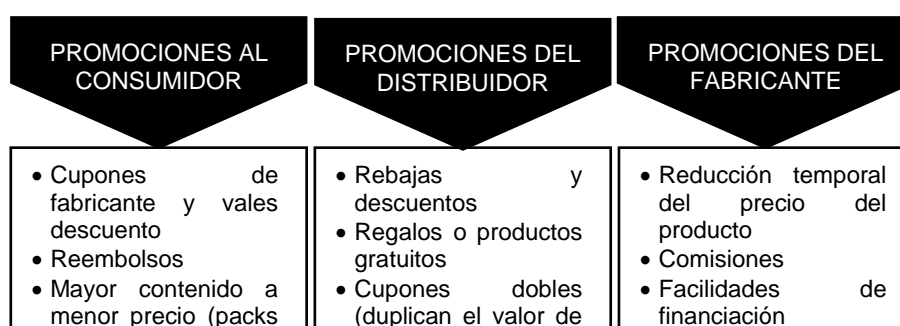 PROMOCIONES AL
CONSUMIDOR
• Cupones de
fabricante y vales
descuento
• Reembolsos
• Mayor contenido a
menor precio (packs
PROMOCIONES DEL
DISTRIBUIDOR
• Rebajas y
descuentos
• Regalos o productos
gratuitos
• Cupones dobles
(duplican el valor de
PROMOCIONES DEL
FABRICANTE
• Reducción temporal
del precio del
producto
• Comisiones
• Facilidades de
financiación